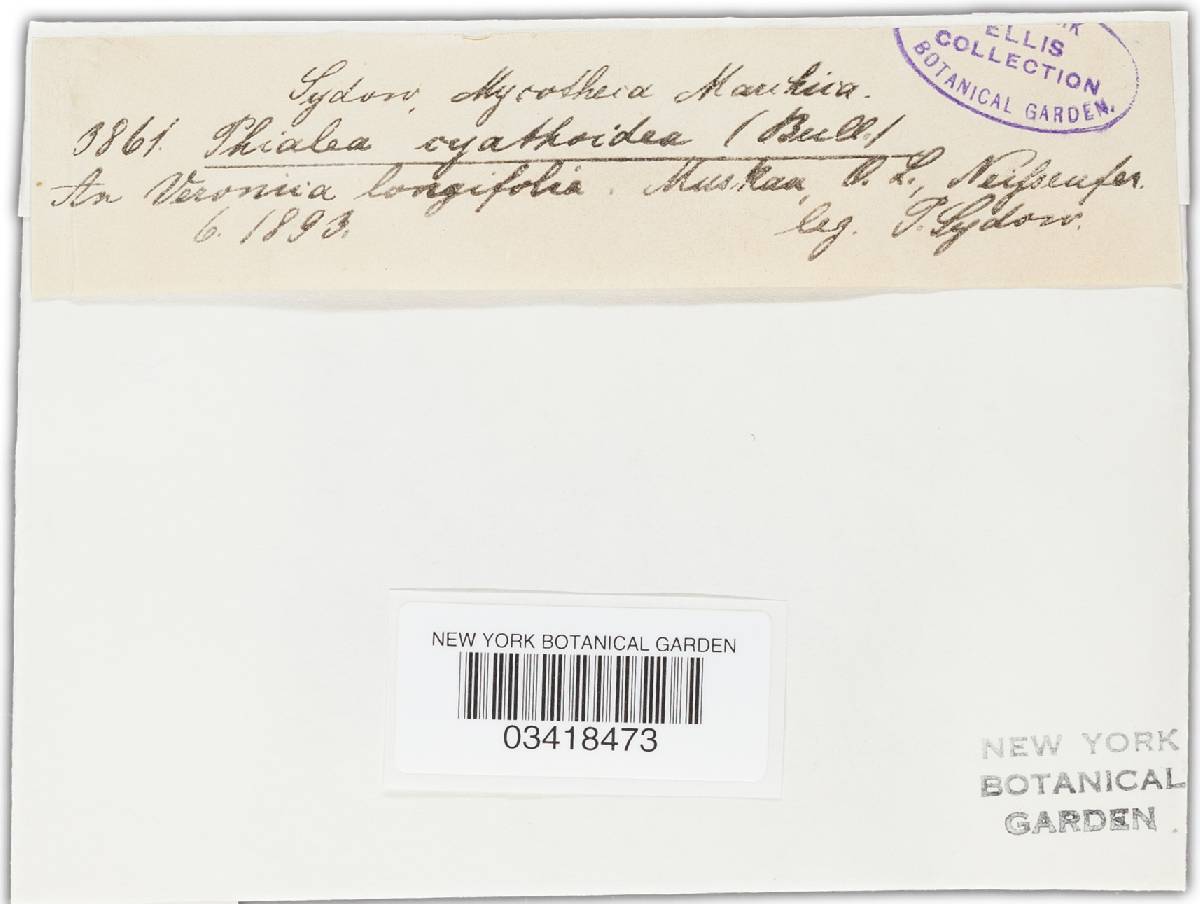 Sydow, Mycotheca Marchica.
3861. Phialea cyathoidea (Bull.)
An Veronica longifolia. Muskau, O. L., Neißeufer.
6. 1893. leg. P. Sydow.
ELLIS
COLLECTION
BOTANICAL GARDEN.
NEW YORK BOTANICAL GARDEN
03418473
NEW YORK
BOTANICAL
GARDEN